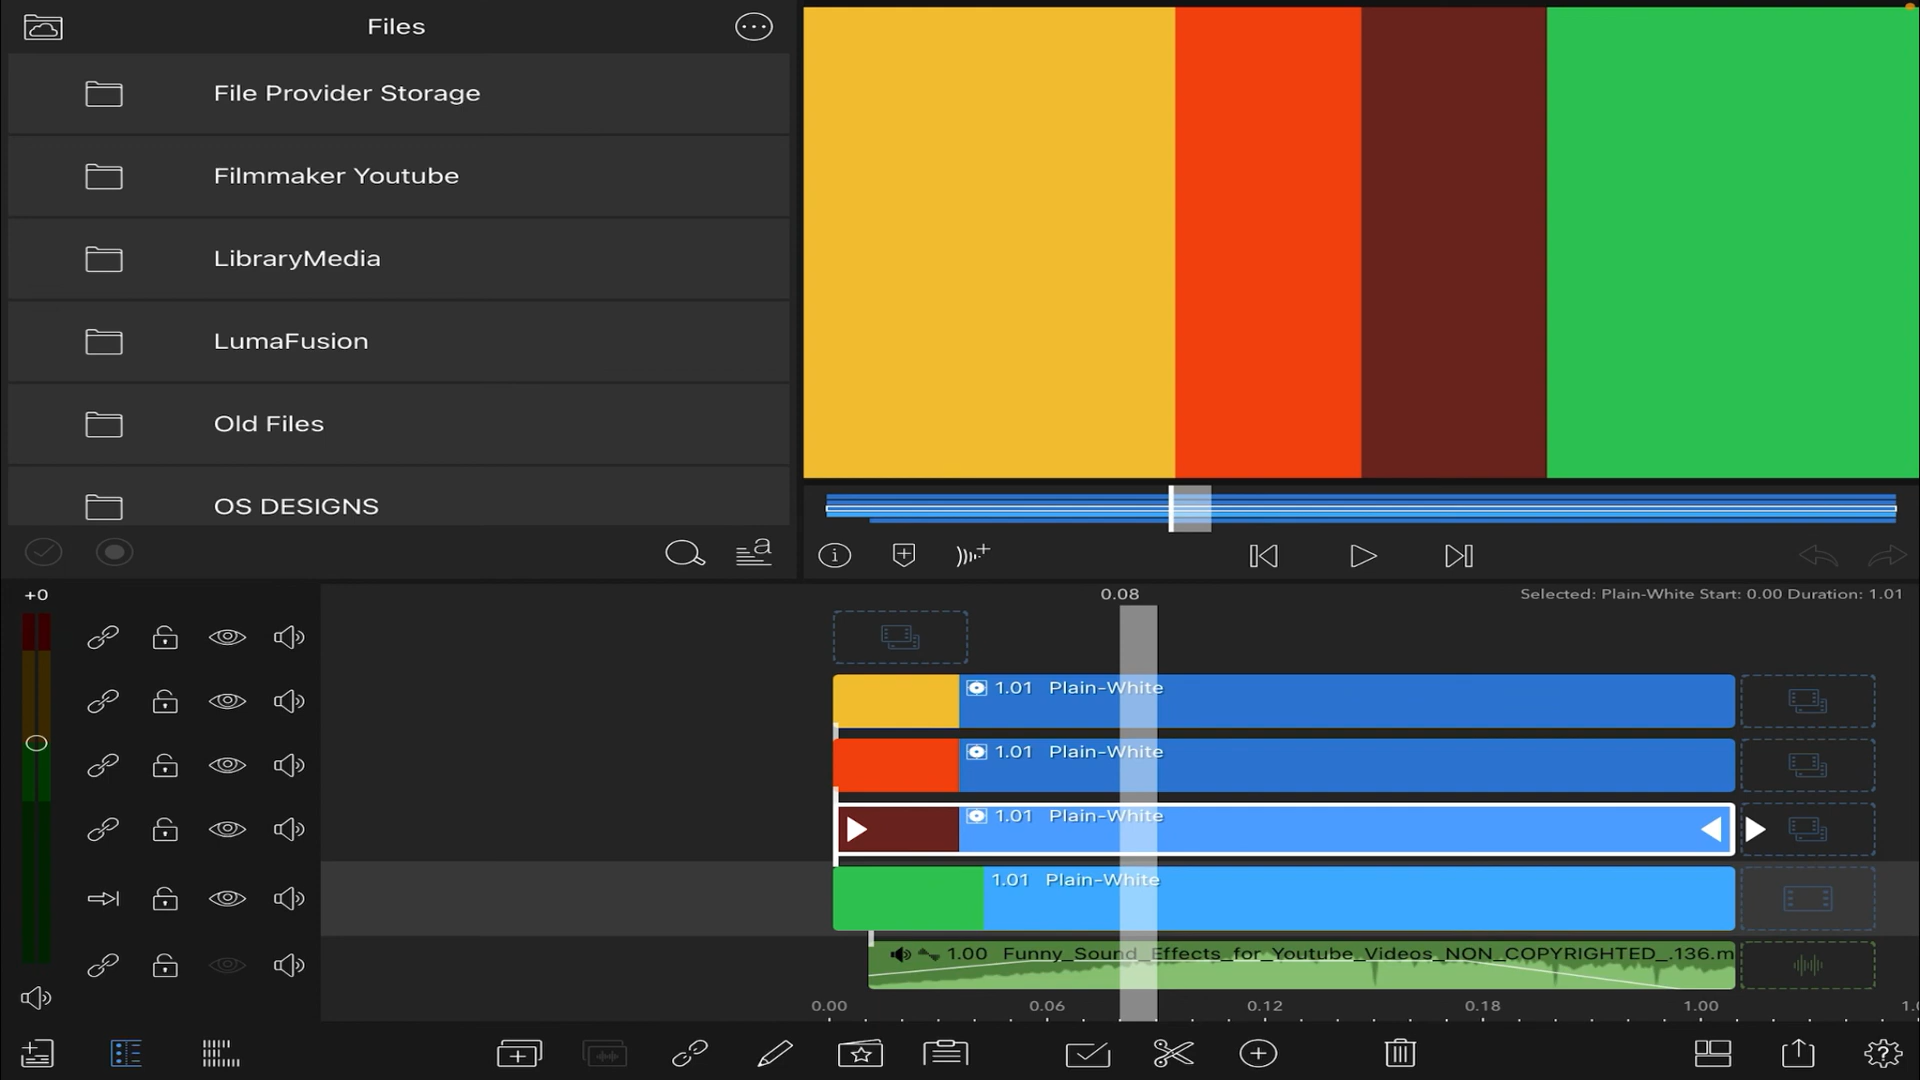 Files
File Provider Storage
Filmmaker Youtube
LibraryMedia
LumaFusion
Old Files
OS DESIGNS
+0
0.08
Selected: Plain-White Start: 0.00 Duration: 1.01
1.01 Plain-White
1.01 Plain-White
1.01 Plain-White
1.01 Plain-White
1.00 Funny_Sound_Effects_for_Youtube_Videos_NON_COPYRIGHTED_.136.m
0.00 0.06 0.12 0.18 1.00